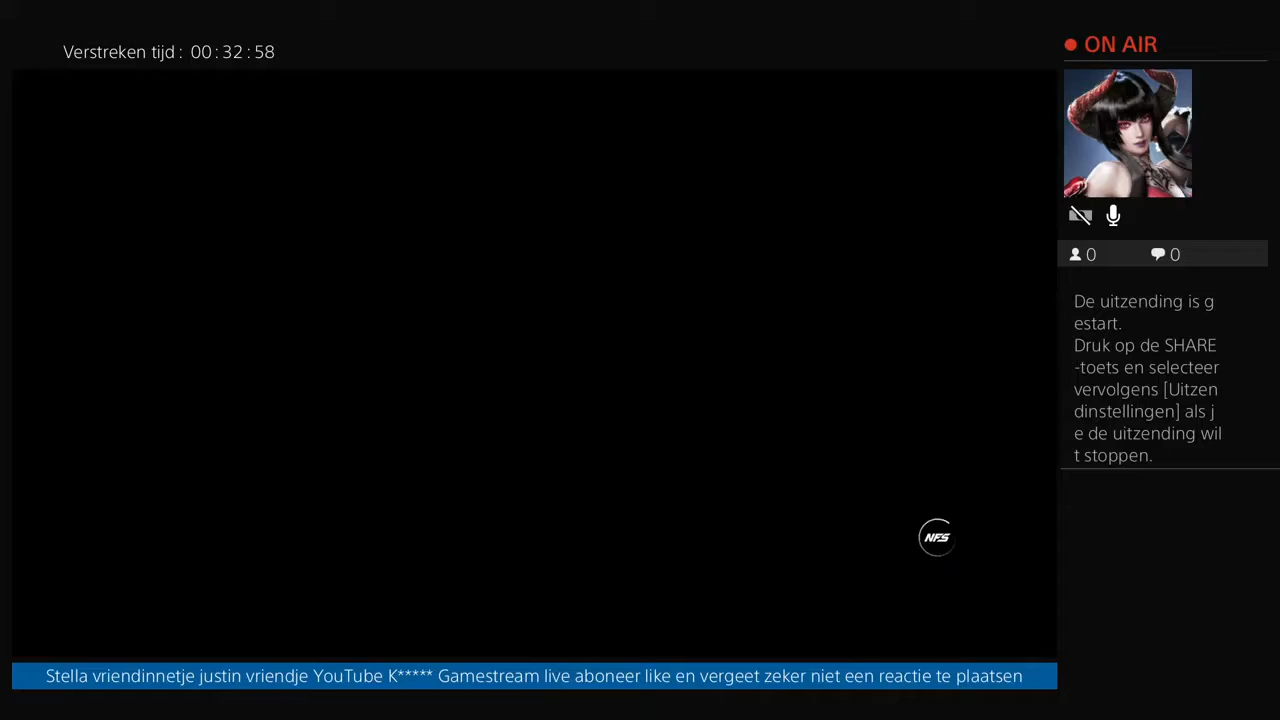 Verstreken tijd : 00 : 32 : 58
ON AIR
0 0
De uitzending is g
estart.
Druk op de SHARE
-toets en selecteer
vervolgens [Uitzen
dinstellingen] als j
e de uitzending wil
t stoppen.
NFS
Stella vriendinnetje justin vriendje YouTube K***** Gamestream live aboneer like en vergeet zeker niet een reactie te plaatsen